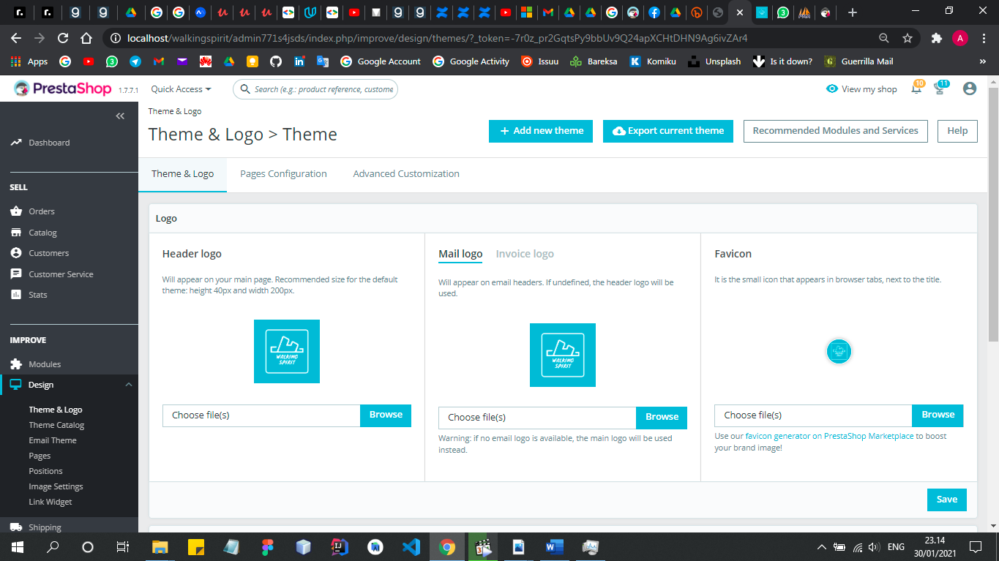 localhost/walkingspirit/admin771s4jsds/index.php/improve/design/themes/?_token=-7r0z_pr2GqtsPy9bbUv9Q24apXCHtDHN9Ag6ivZAr4
A
Apps
3
Google Account
Google Activity
Issuu
Bareksa
Komiku
Unsplash
Is it down?
Guerrilla Mail
»
PrestaShop 1.7.7.1
Quick Access
Search (e.g.: product reference, custome
View my shop
10
11
Theme & Logo
Theme & Logo > Theme
+ Add new theme
Export current theme
Recommended Modules and Services
Help
Dashboard
Theme & Logo
Pages Configuration
Advanced Customization
SELL
Orders
Catalog
Customers
Customer Service
Stats
IMPROVE
Modules
Design
Theme & Logo
Theme Catalog
Email Theme
Pages
Positions
Image Settings
Link Widget
Shipping
Logo
Header logo
Will appear on your main page. Recommended size for the default
theme: height 40px and width 200px.
WALKING
SPIRIT
Choose file(s)
Browse
Mail logo
Invoice logo
Will appear on email headers. If undefined, the header logo will be
used.
WALKING
SPIRIT
Choose file(s)
Browse
Warning: if no email logo is available, the main logo will be used
instead.
Favicon
It is the small icon that appears in browser tabs, next to the title.
Choose file(s)
Browse
Use our favicon generator on PrestaShop Marketplace to boost
your brand image!
Save
ENG
23.14
30/01/2021